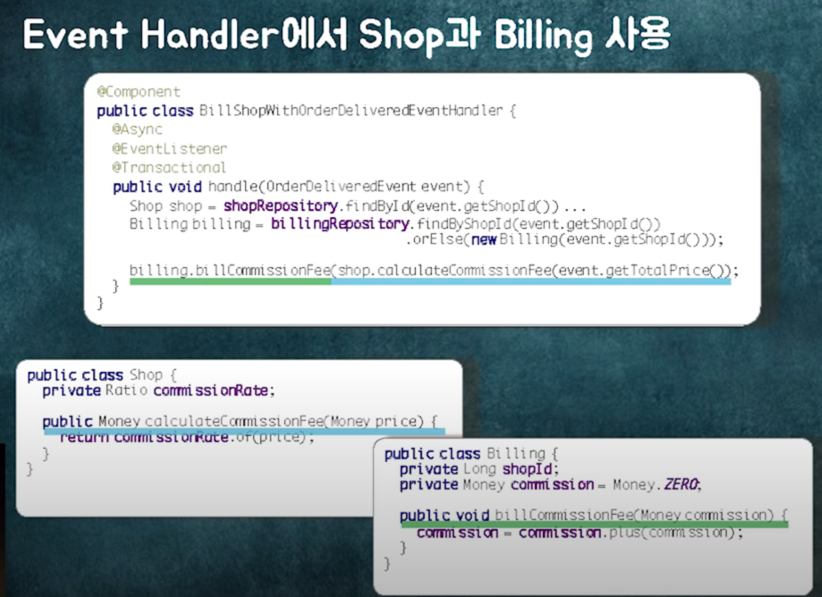 Event Handler에서 Shop과 Billing 사용
@Component
public class BillShopWithOrderDeliveredEventHandler {
@Async
@EventListener
@Transactional
public void handle(OrderDeliveredEvent event) {
Shop shop = shopRepository.findById(event.getShopId()) ...
Billing billing = billingRepository.findByShopId(event.getShopId())
.orElse(new Billing(event.getShopId()));
billing.billCommissionFee(shop.calculateCommissionFee(event.getTotalPrice());
}
}
public class Shop {
private Ratio commissionRate;
public Money calculateCommissionFee(Money price) {
return commissionRate.of(price);
}
}
public class Billing {
private Long shopId;
private Money commission = Money.ZERO;
public void billCommissionFee(Money commission) {
commission = commission.plus(commission);
}
}